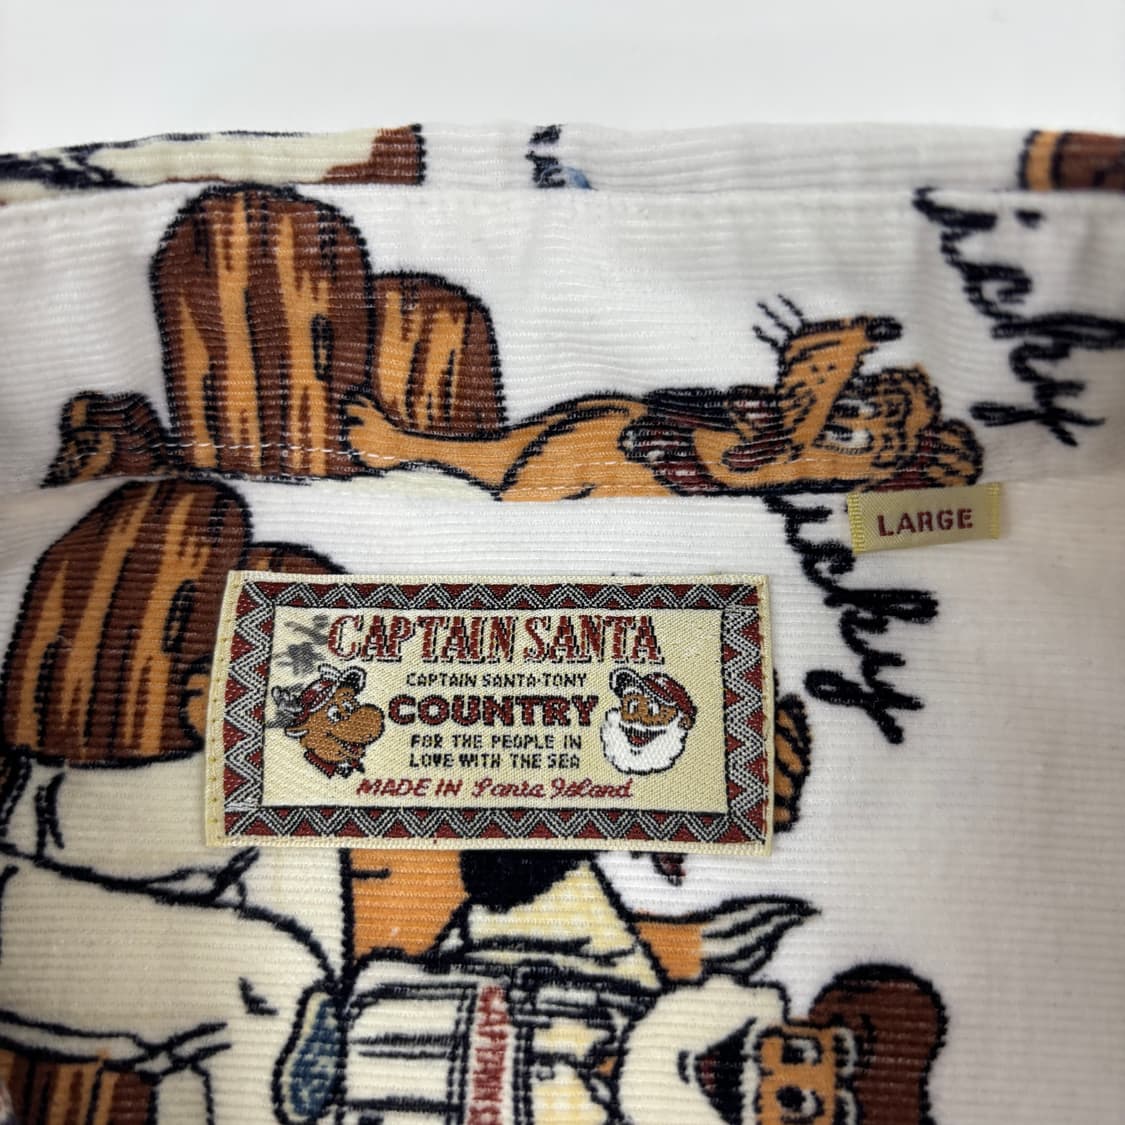 LARGE
CAPTAIN SANTA
CAPTAIN SANTA·TONY
COUNTRY
FOR THE PEOPLE IN
LOVE WITH THE SEA
MADE IN Santa Island